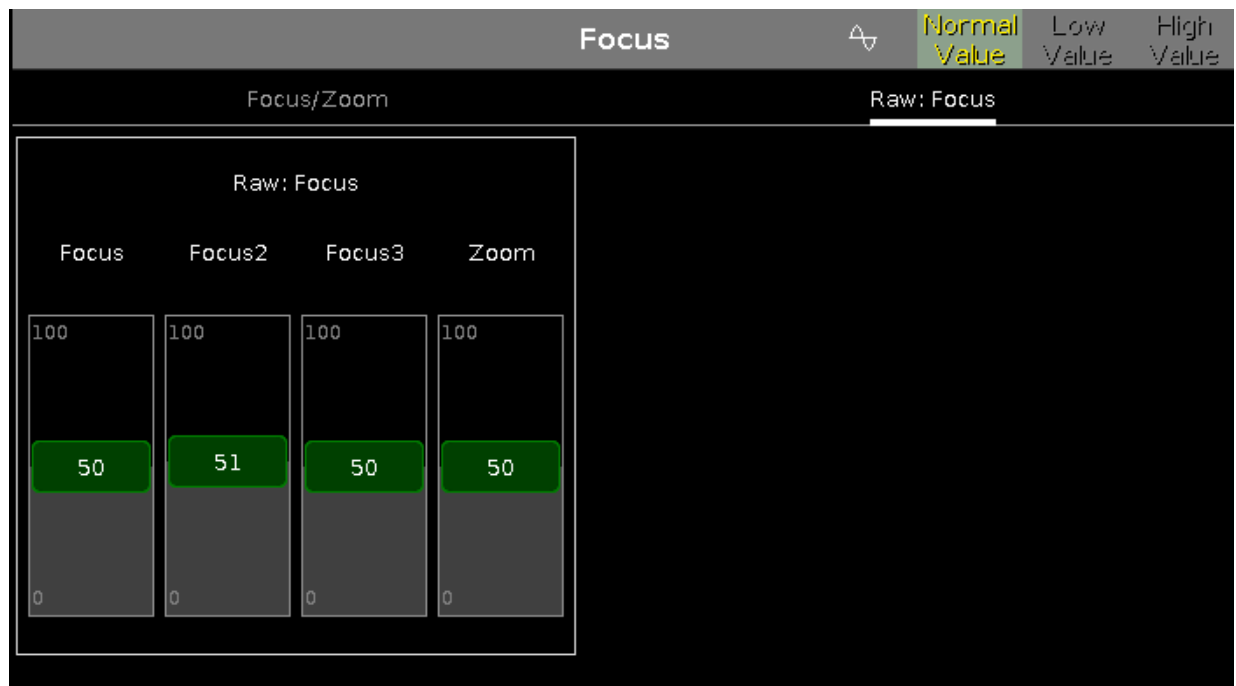 Focus
Normal Value
Low Value
High Value
Focus/Zoom
Raw: Focus
Raw: Focus
Focus Focus2 Focus3 Zoom
100 100 100 100
50 51 50 50
0 0 0 0